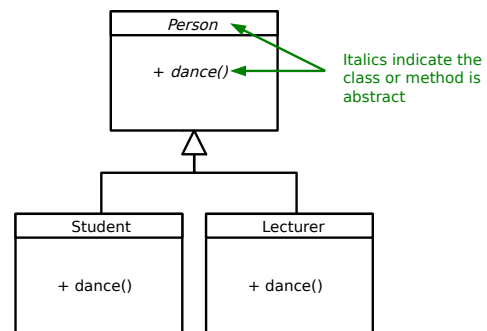 Person
+ dance()
Italics indicate the
class or method is
abstract
Student
Lecturer
+ dance()
+ dance()